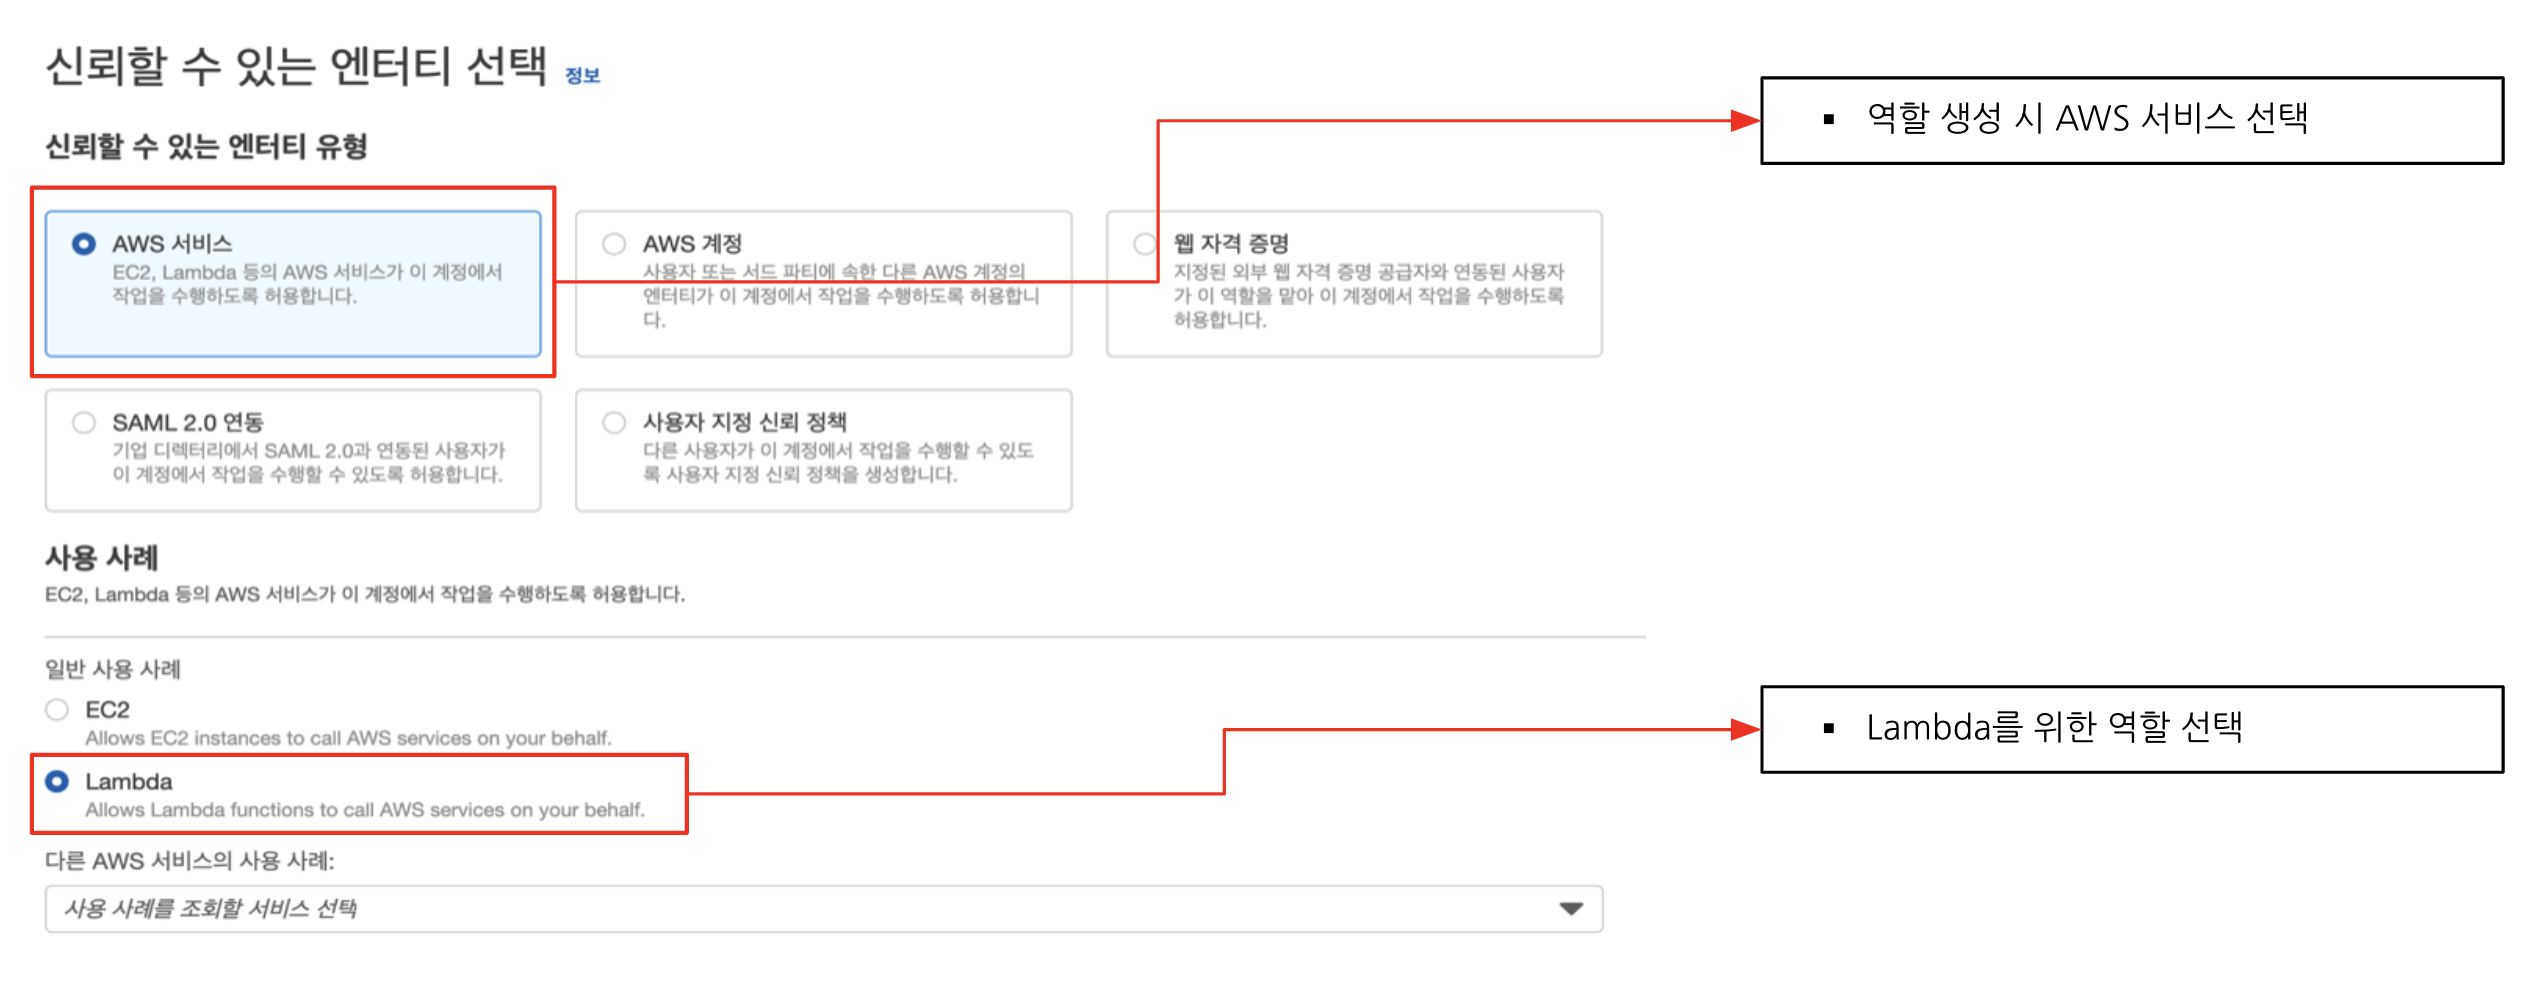 신뢰할 수 있는 엔터티 선택 정보
신뢰할 수 있는 엔터티 유형
AWS 서비스
EC2, Lambda 등의 AWS 서비스가 이 계정에서
작업을 수행하도록 허용합니다.
AWS 계정
사용자 또는 서드 파티에 속한 다른 AWS 계정의
엔터티가 이 계정에서 작업을 수행하도록 허용합니
다.
웹 자격 증명
지정된 외부 웹 자격 증명 공급자와 연동된 사용자
가 이 역할을 맡아 이 계정에서 작업을 수행하도록
허용합니다.
SAML 2.0 연동
기업 디렉터리에서 SAML 2.0과 연동된 사용자가
이 계정에서 작업을 수행할 수 있도록 허용합니다.
사용자 지정 신뢰 정책
다른 사용자가 이 계정에서 작업을 수행할 수 있도
록 사용자 지정 신뢰 정책을 생성합니다.
▪ 역할 생성 시 AWS 서비스 선택
사용 사례
EC2, Lambda 등의 AWS 서비스가 이 계정에서 작업을 수행하도록 허용합니다.
일반 사용 사례
EC2
Allows EC2 instances to call AWS services on your behalf.
Lambda
Allows Lambda functions to call AWS services on your behalf.
▪ Lambda를 위한 역할 선택
다른 AWS 서비스의 사용 사례:
사용 사례를 조회할 서비스 선택